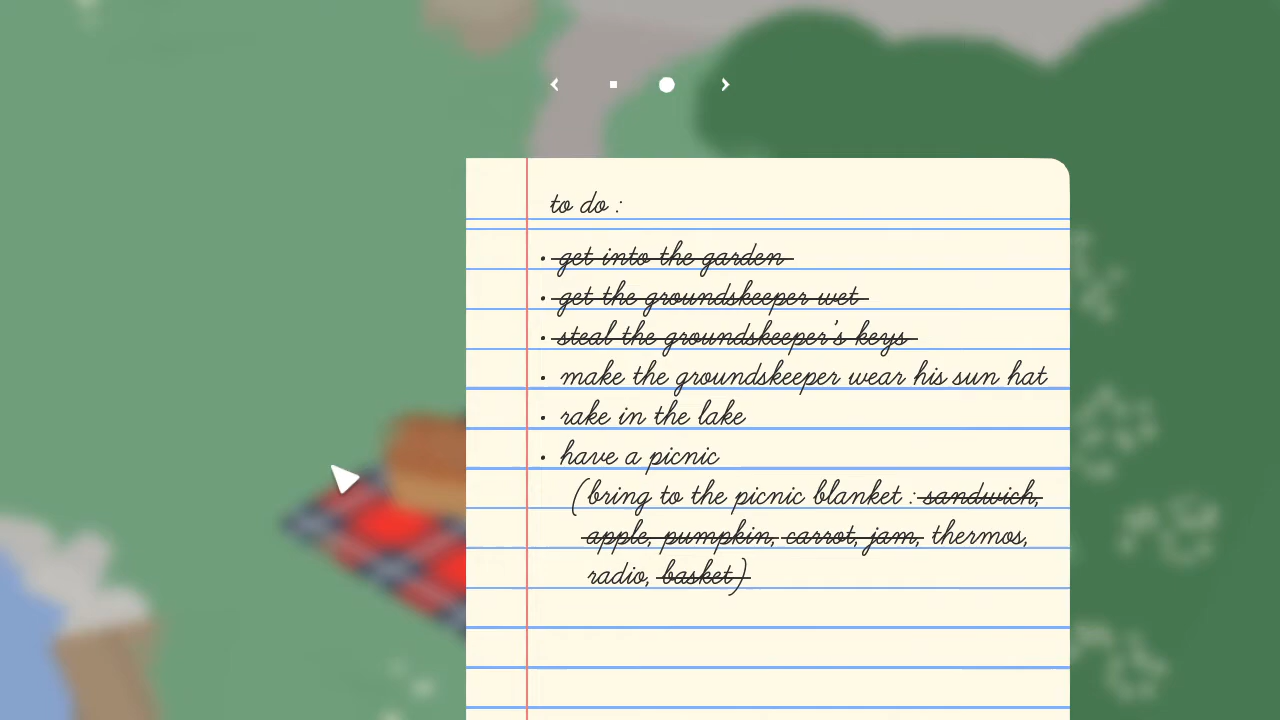 to do :
• get into the garden
• get the groundskeeper wet
• steal the groundskeeper's keys
• make the groundskeeper wear his sun hat
• rake in the lake
• have a picnic
(bring to the picnic blanket : sandwich,
apple, pumpkin, carrot, jam, thermos,
radio, basket)